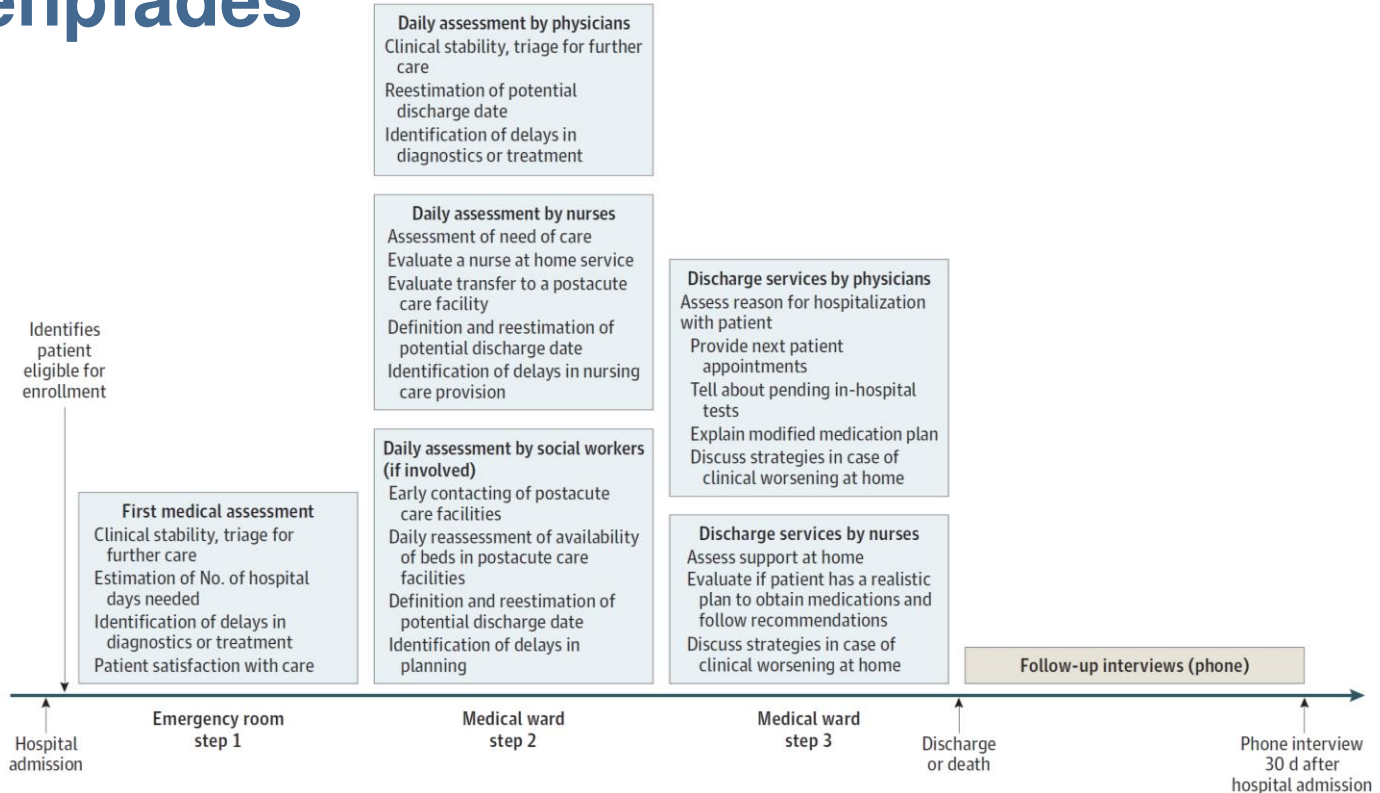 Daily assessment by physicians
Clinical stability, triage for further
care
Reestimation of potential
discharge date
Identification of delays in
diagnostics or treatment
Daily assessment by nurses
Assessment of need of care
Evaluate a nurse at home service
Evaluate transfer to a postacute
care facility
Definition and reestimation of
potential discharge date
Identification of delays in nursing
care provision
Daily assessment by social workers
(if involved)
Early contacting of postacute
care facilities
Daily reassessment of availability
of beds in postacute care
facilities
Definition and reestimation of
potential discharge date
Identification of delays in
planning
Discharge services by physicians
Assess reason for hospitalization
with patient
Provide next patient
appointments
Tell about pending in-hospital
tests
Explain modified medication plan
Discuss strategies in case of
clinical worsening at home
Discharge services by nurses
Assess support at home
Evaluate if patient has a realistic
plan to obtain medications and
follow recommendations
Discuss strategies in case of
clinical worsening at home
Identifies
patient
eligible for
enrollment
First medical assessment
Clinical stability, triage for
further care
Estimation of No. of hospital
days needed
Identification of delays in
diagnostics or treatment
Patient satisfaction with care
Follow-up interviews (phone)
Emergency room
step 1
Medical ward
step 2
Medical ward
step 3
Hospital
admission
Discharge
or death
Phone interview
30 d after
hospital admission